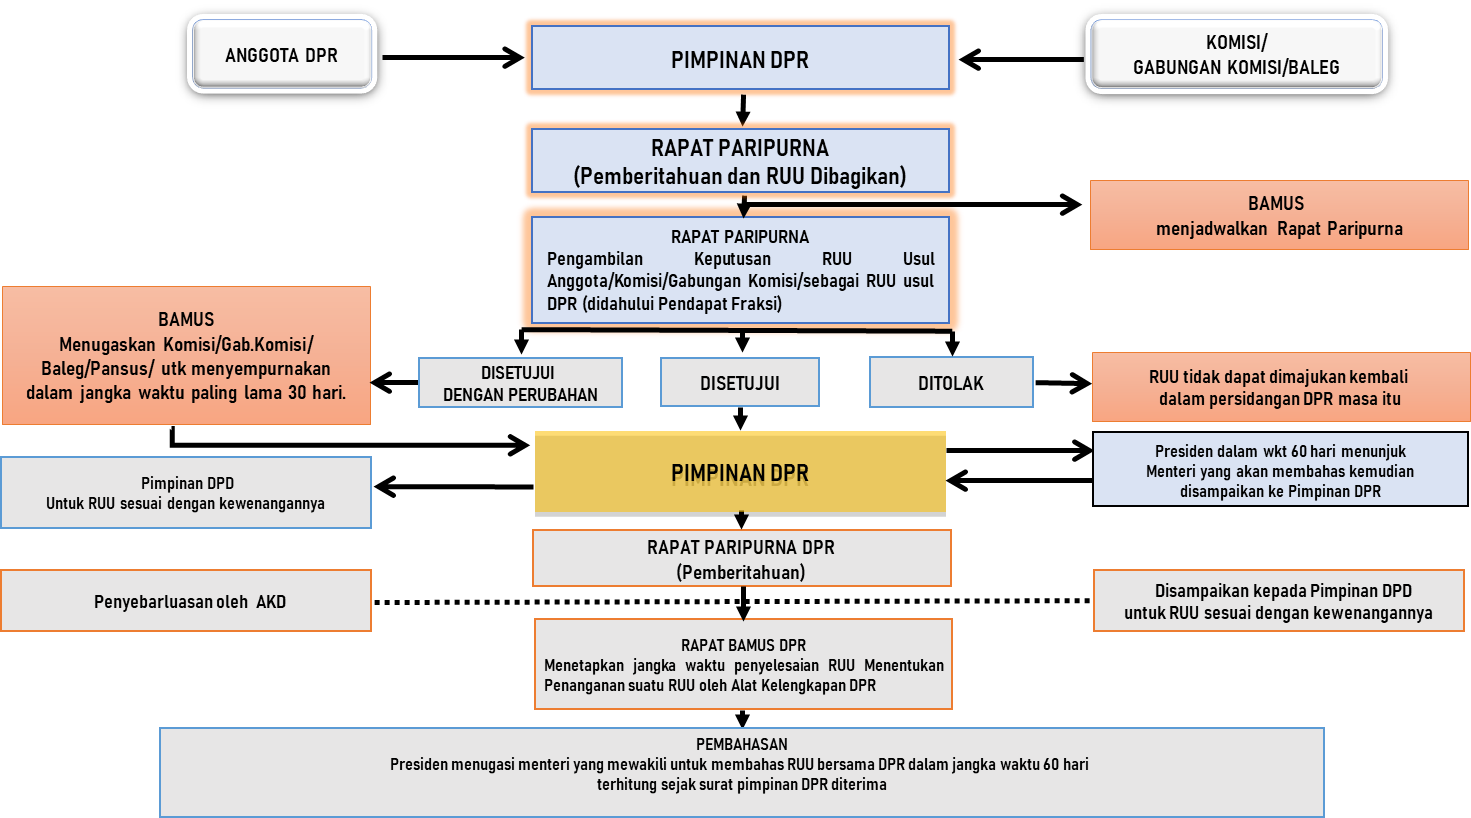 ANGGOTA DPR
PIMPINAN DPR
KOMISI/
GABUNGAN KOMISI/BALEG
RAPAT PARIPURNA
(Pemberitahuan dan RUU Dibagikan)
BAMUS
menjadwalkan Rapat Paripurna
RAPAT PARIPURNA
Pengambilan Keputusan RUU Usul
Anggota/Komisi/Gabungan Komisi/sebagai RUU usul
DPR (didahului Pendapat Fraksi)
BAMUS
Menugaskan Komisi/Gab.Komisi/
Baleg/Pansus/ utk menyempurnakan
dalam jangka waktu paling lama 30 hari.
DISETUJUI
DENGAN PERUBAHAN
DISETUJUI
DITOLAK
RUU tidak dapat dimajukan kembali
dalam persidangan DPR masa itu
PIMPINAN DPR
Presiden dalam wkt 60 hari menunjuk
Menteri yang akan membahas kemudian
disampaikan ke Pimpinan DPR
Pimpinan DPD
Untuk RUU sesuai dengan kewenangannya
RAPAT PARIPURNA DPR
(Pemberitahuan)
Penyebarluasan oleh AKD
Disampaikan kepada Pimpinan DPD
untuk RUU sesuai dengan kewenangannya
RAPAT BAMUS DPR
Menetapkan jangka waktu penyelesaian RUU Menentukan
Penanganan suatu RUU oleh Alat Kelengkapan DPR
PEMBAHASAN
Presiden menugasi menteri yang mewakili untuk membahas RUU bersama DPR dalam jangka waktu 60 hari
terhitung sejak surat pimpinan DPR diterima